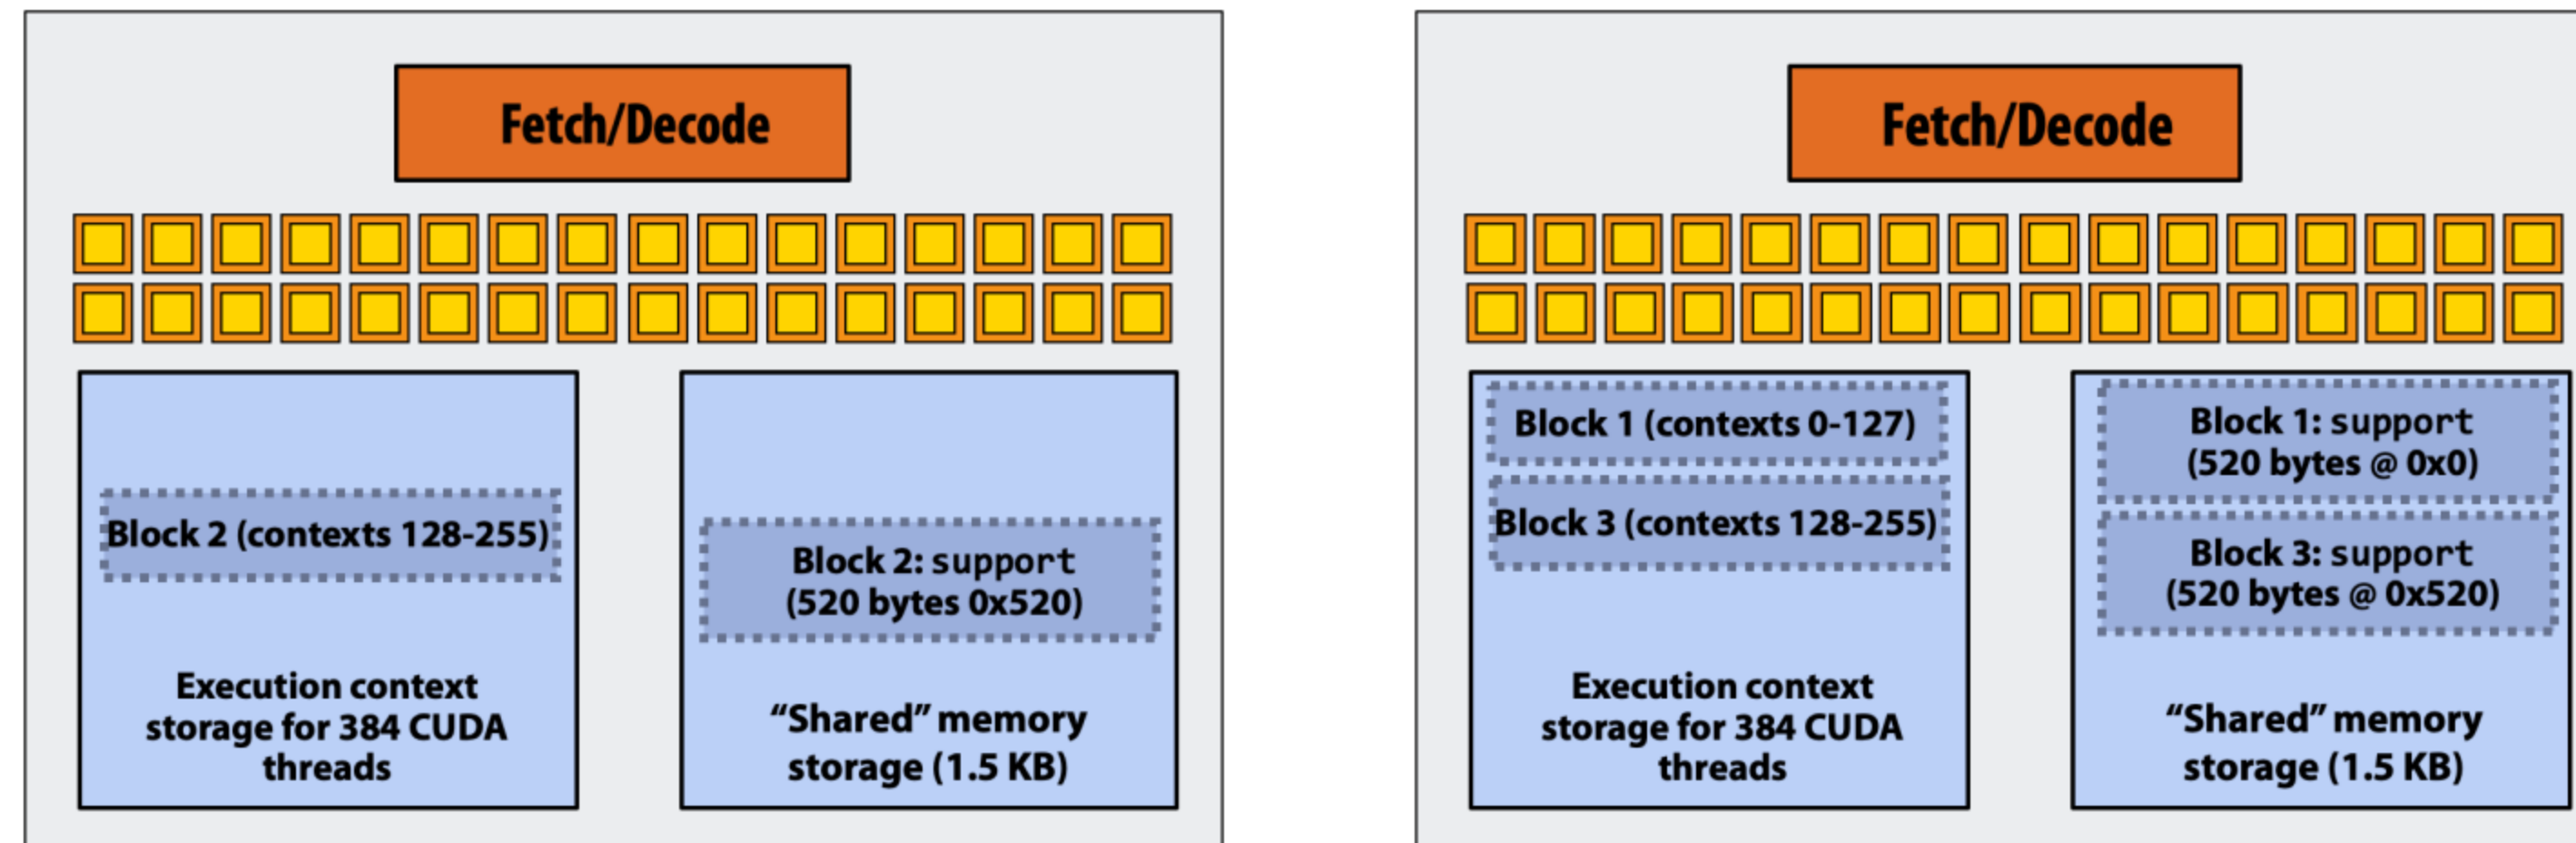 Fetch/Decode
Block 2 (contexts 128-255)
Execution context
storage for 384 CUDA
threads
Block 2: support
(520 bytes 0x520)
“Shared” memory
storage (1.5 KB)
Fetch/Decode
Block 1 (contexts 0-127)
Block 3 (contexts 128-255)
Execution context
storage for 384 CUDA
threads
Block 1: support
(520 bytes @ 0x0)
Block 3: support
(520 bytes @ 0x520)
“Shared” memory
storage (1.5 KB)